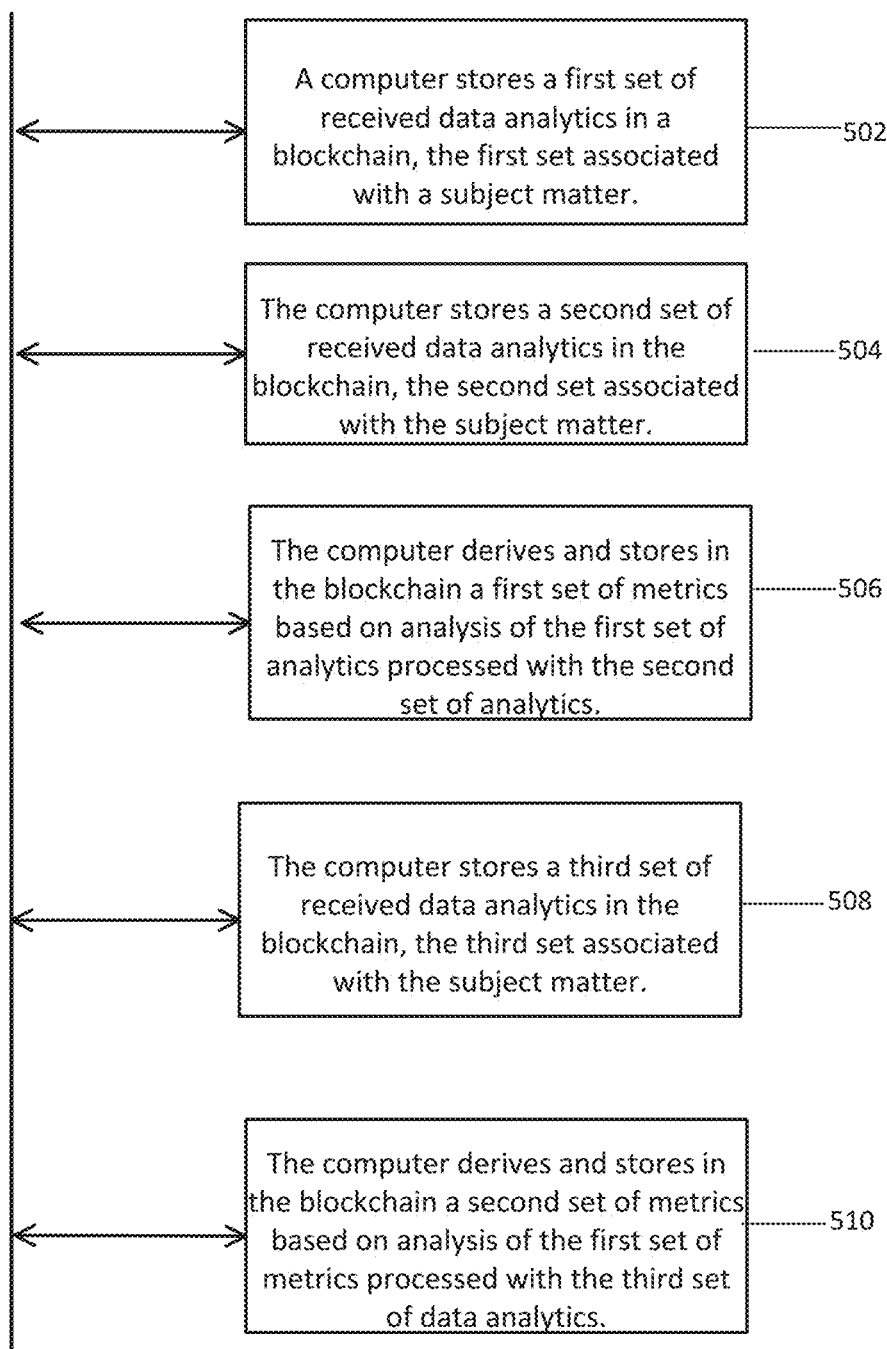 A computer stores a first set of
received data analytics in a
blockchain, the first set associated
with a subject matter.
502
The computer stores a second set of
received data analytics in the
blockchain, the second set associated
with the subject matter.
504
The computer derives and stores in
the blockchain a first set of metrics
based on analysis of the first set of
analytics processed with the second
set of analytics.
506
The computer stores a third set of
received data analytics in the
blockchain, the third set associated
with the subject matter.
508
The computer derives and stores in
the blockchain a second set of metrics
based on analysis of the first set of
metrics processed with the third set
of data analytics.
510